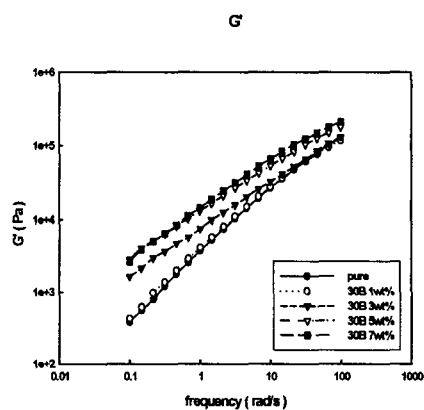 G'
1e+6
1e+5
1e+4
1e+3
1e+2
G' ( Pa )
0.01 0.1 1 10 100 1000
frequency ( rad/s )
pure
30B 1wt%
30B 3wt%
30B 5wt%
30B 7wt%